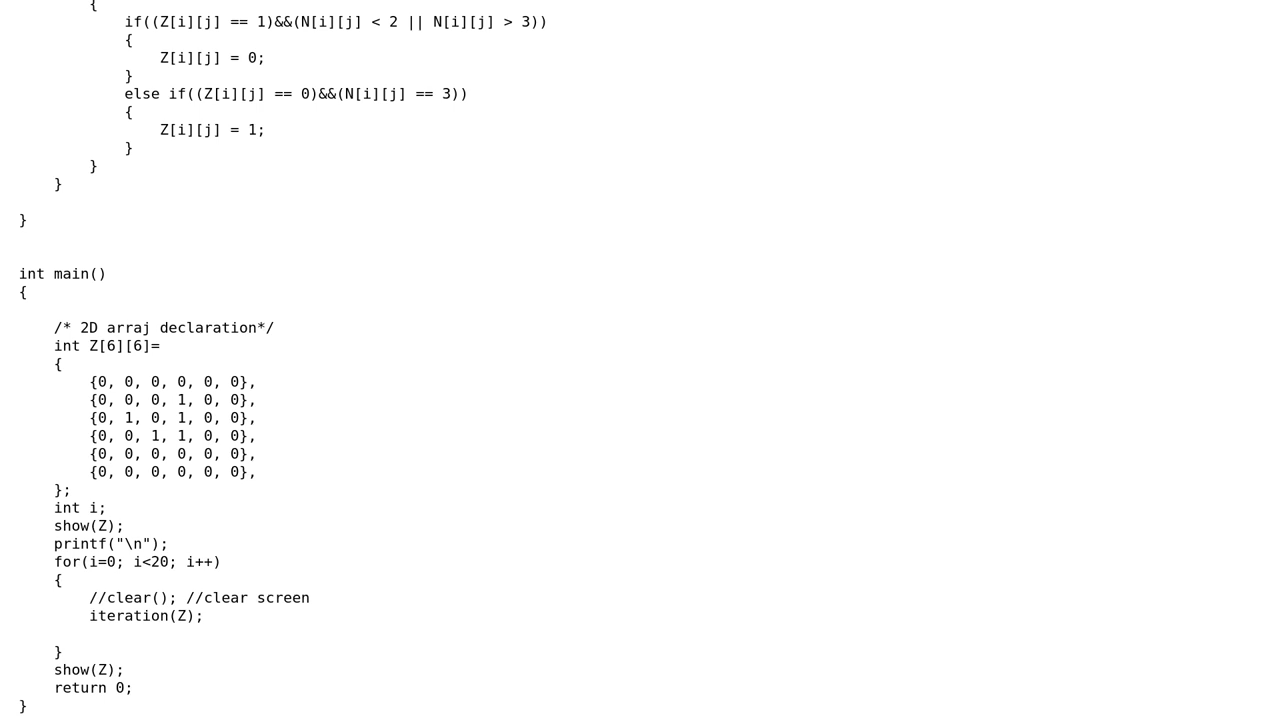 {
if((Z[i][j] == 1)&&(N[i][j] < 2 || N[i][j] > 3))
{
Z[i][j] = 0;
}
else if((Z[i][j] == 0)&&(N[i][j] == 3))
{
Z[i][j] = 1;
}
}
}
}
int main()
{
/* 2D arraj declaration*/
int Z[6][6]=
{
{0, 0, 0, 0, 0, 0},
{0, 0, 0, 1, 0, 0},
{0, 1, 0, 1, 0, 0},
{0, 0, 1, 1, 0, 0},
{0, 0, 0, 0, 0, 0},
{0, 0, 0, 0, 0, 0},
};
int i;
show(Z);
printf("\n");
for(i=0; i<20; i++)
{
//clear(); //clear screen
iteration(Z);
}
show(Z);
return 0;
}